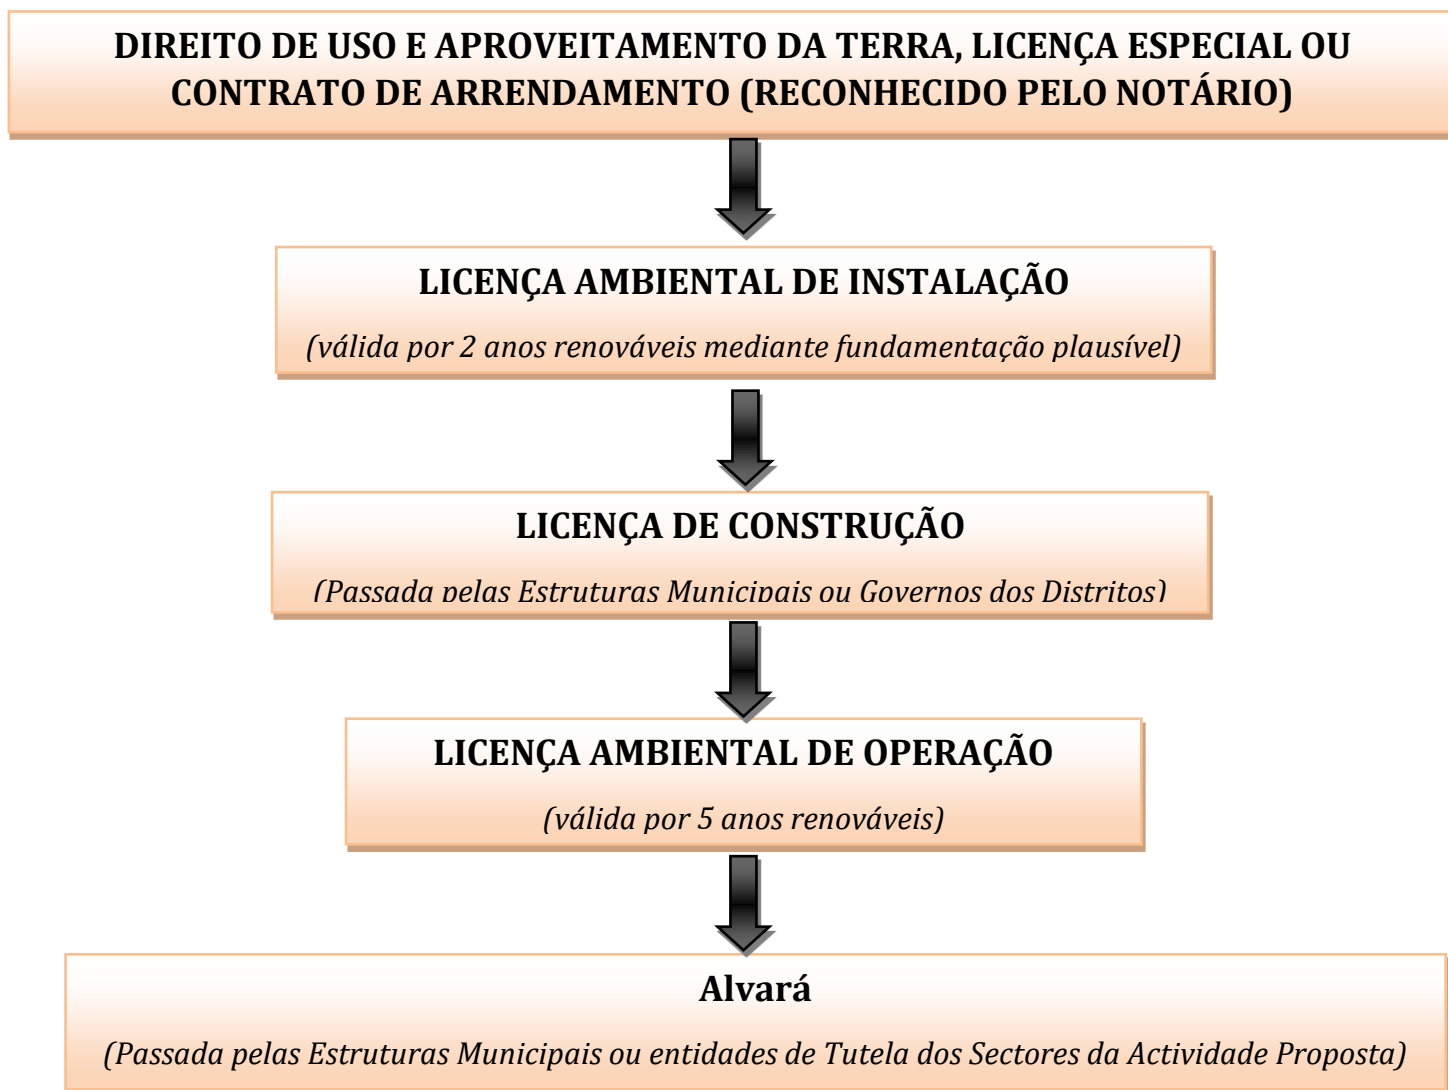 DIREITO DE USO E APROVEITAMENTO DA TERRA, LICENÇA ESPECIAL OU
CONTRATO DE ARRENDAMENTO (RECONHECIDO PELO NOTÁRIO)
LICENÇA AMBIENTAL DE INSTALAÇÃO
(válida por 2 anos renováveis mediante fundamentação plausível)
LICENÇA DE CONSTRUÇÃO
(Passada pelas Estruturas Municipais ou Governos dos Distritos)
LICENÇA AMBIENTAL DE OPERAÇÃO
(válida por 5 anos renováveis)
Alvará
(Passada pelas Estruturas Municipais ou entidades de Tutela dos Sectores da Actividade Proposta)